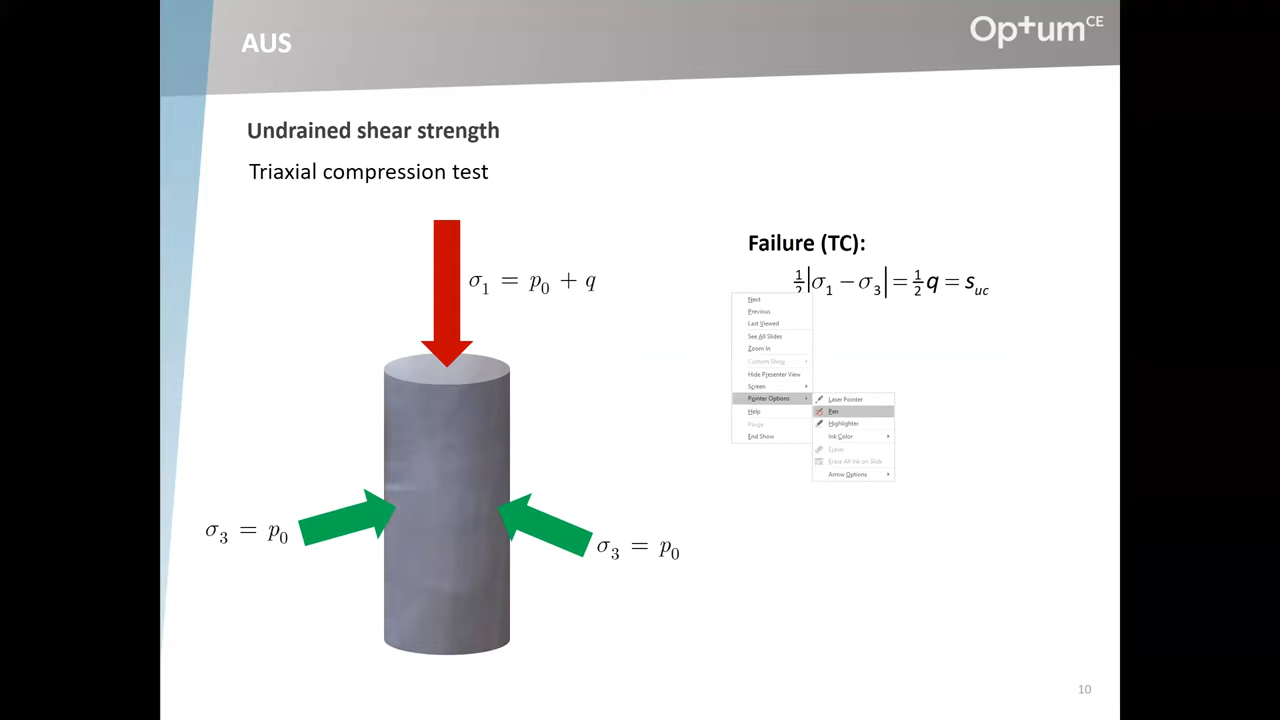 AUS
Op+um CE
Undrained shear strength
Triaxial compression test
σ1 = p0 + q
Failure (TC):
½|σ1 − σ3| = ½q = suc
Next
Previous
Last Viewed
See All Slides
Zoom In
Custom Show
Hide Presenter View
Screen
Pointer Options
Help
Pause
End Show
Laser Pointer
Pen
Highlighter
Ink Color
Eraser
Erase All Ink on Slide
Arrow Options
σ3 = p0
σ3 = p0
10